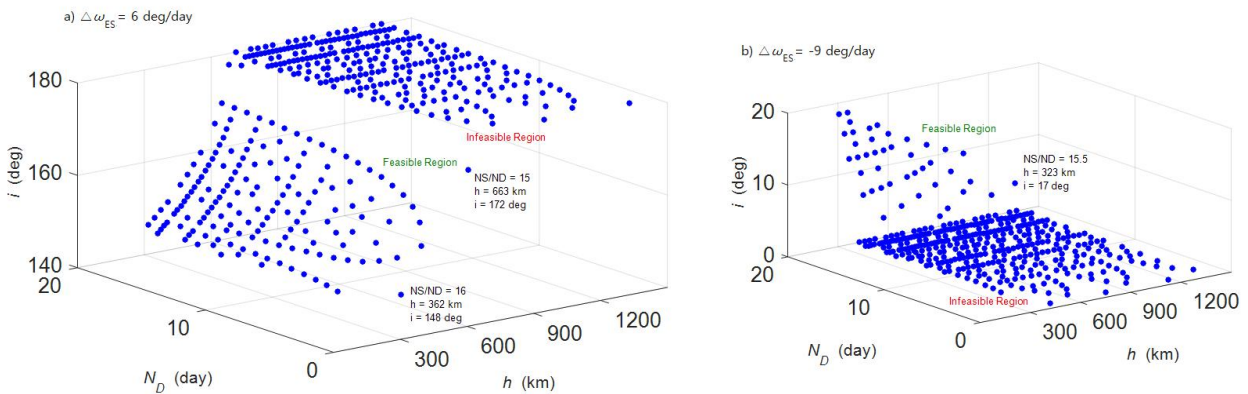 a) △ω_ES = 6 deg/day
180
160
140
i (deg)
20
10
0
N_D (day)
300
600
900
1200
h (km)
Infeasible Region
Feasible Region
NS/ND = 15
h = 663 km
i = 172 deg
NS/ND = 16
h = 362 km
i = 148 deg
b) △ω_ES = -9 deg/day
20
10
0
i (deg)
20
10
0
N_D (day)
300
600
900
1200
h (km)
Feasible Region
NS/ND = 15.5
h = 323 km
i = 17 deg
Infeasible Region